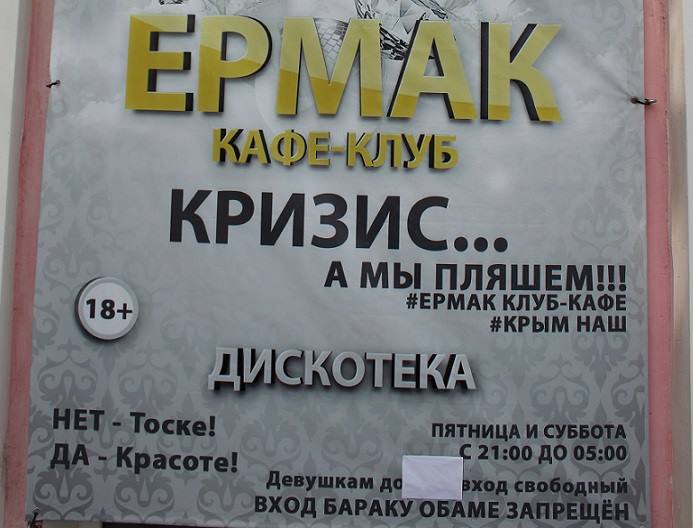 ЕРМАК
КАФЕ-КЛУБ
КРИЗИС...
А МЫ ПЛЯШЕМ!!!
#ЕРМАК КЛУБ-КАФЕ
#КРЫМ НАШ
18+
ДИСКОТЕКА
НЕТ - Тоске!
ДА - Красоте!
ПЯТНИЦА И СУББОТА
С 21:00 ДО 05:00
Девушкам до вход свободный
ВХОД БАРАКУ ОБАМЕ ЗАПРЕЩЁН